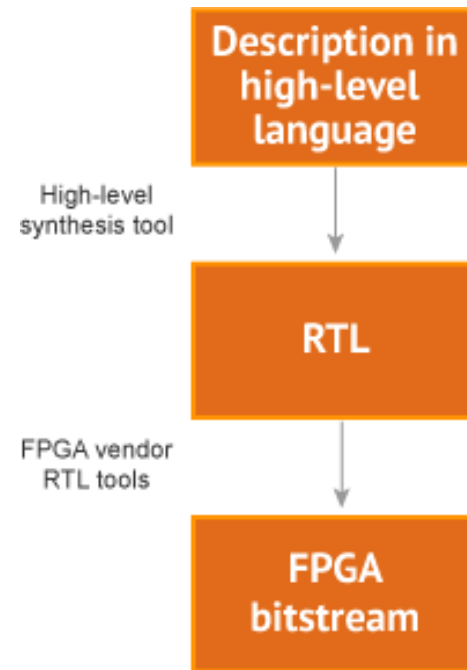 Description in
high-level
language
High-level
synthesis tool
RTL
FPGA vendor
RTL tools
FPGA
bitstream